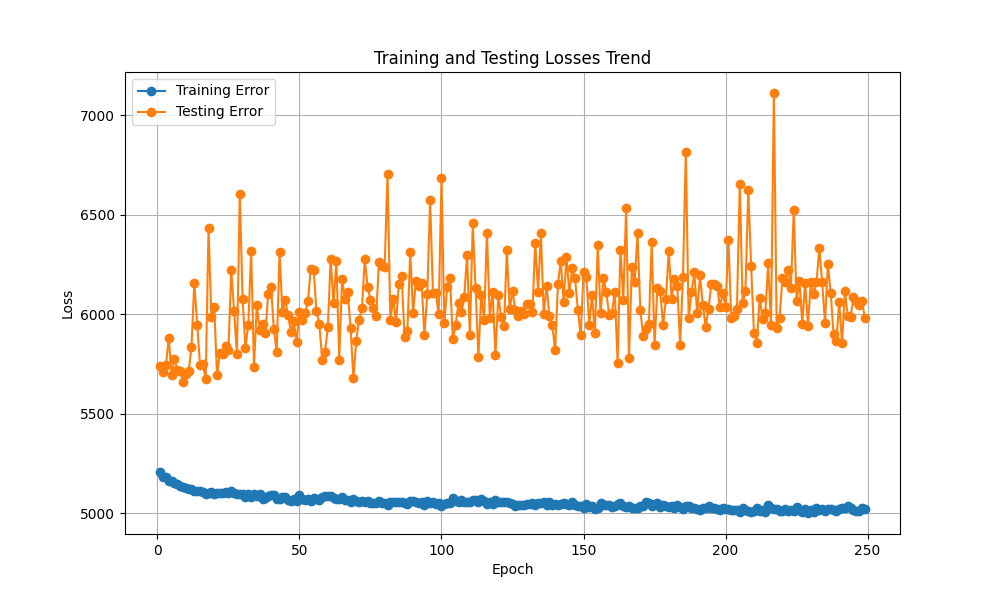 Training and Testing Losses Trend
Training Error
Testing Error
7000
6500
6000
5500
5000
Loss
0 50 100 150 200 250
Epoch